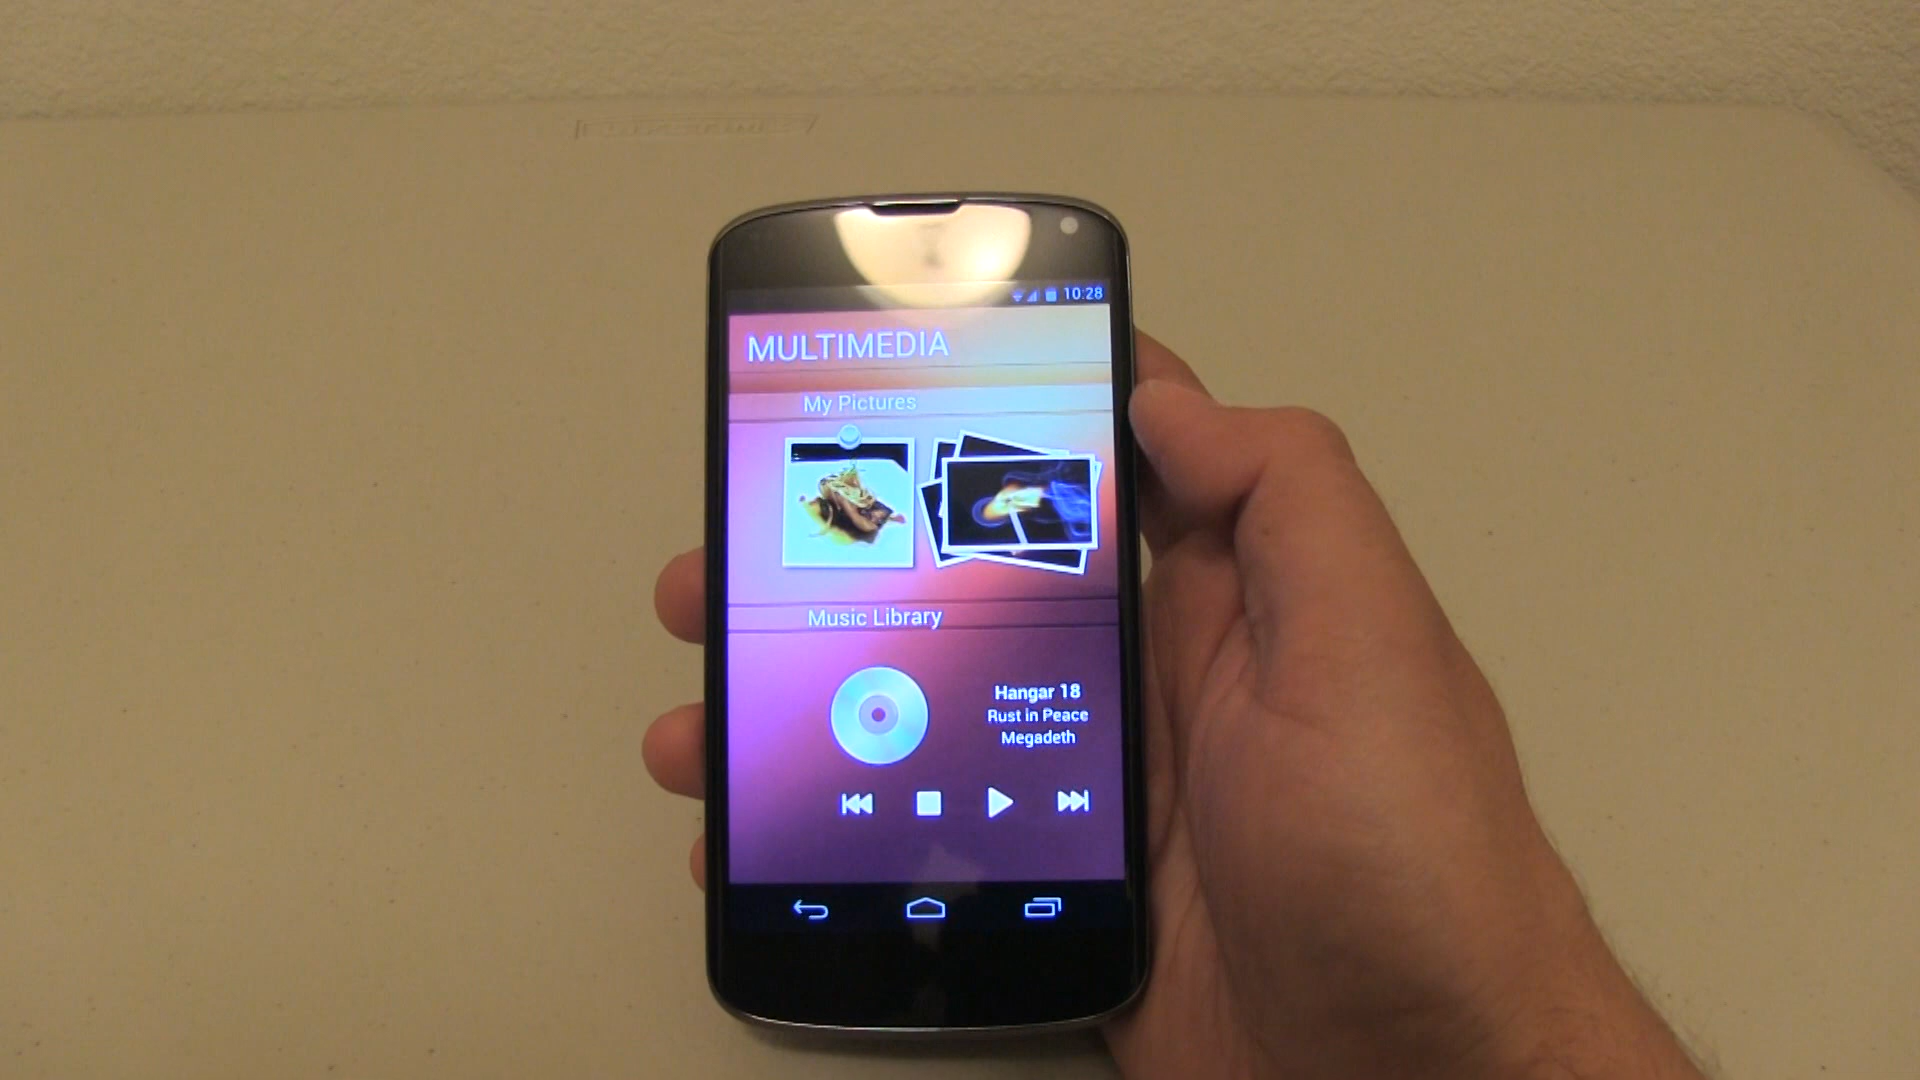 10:28
MULTIMEDIA
My Pictures
Music Library
Hangar 18
Rust in Peace
Megadeth